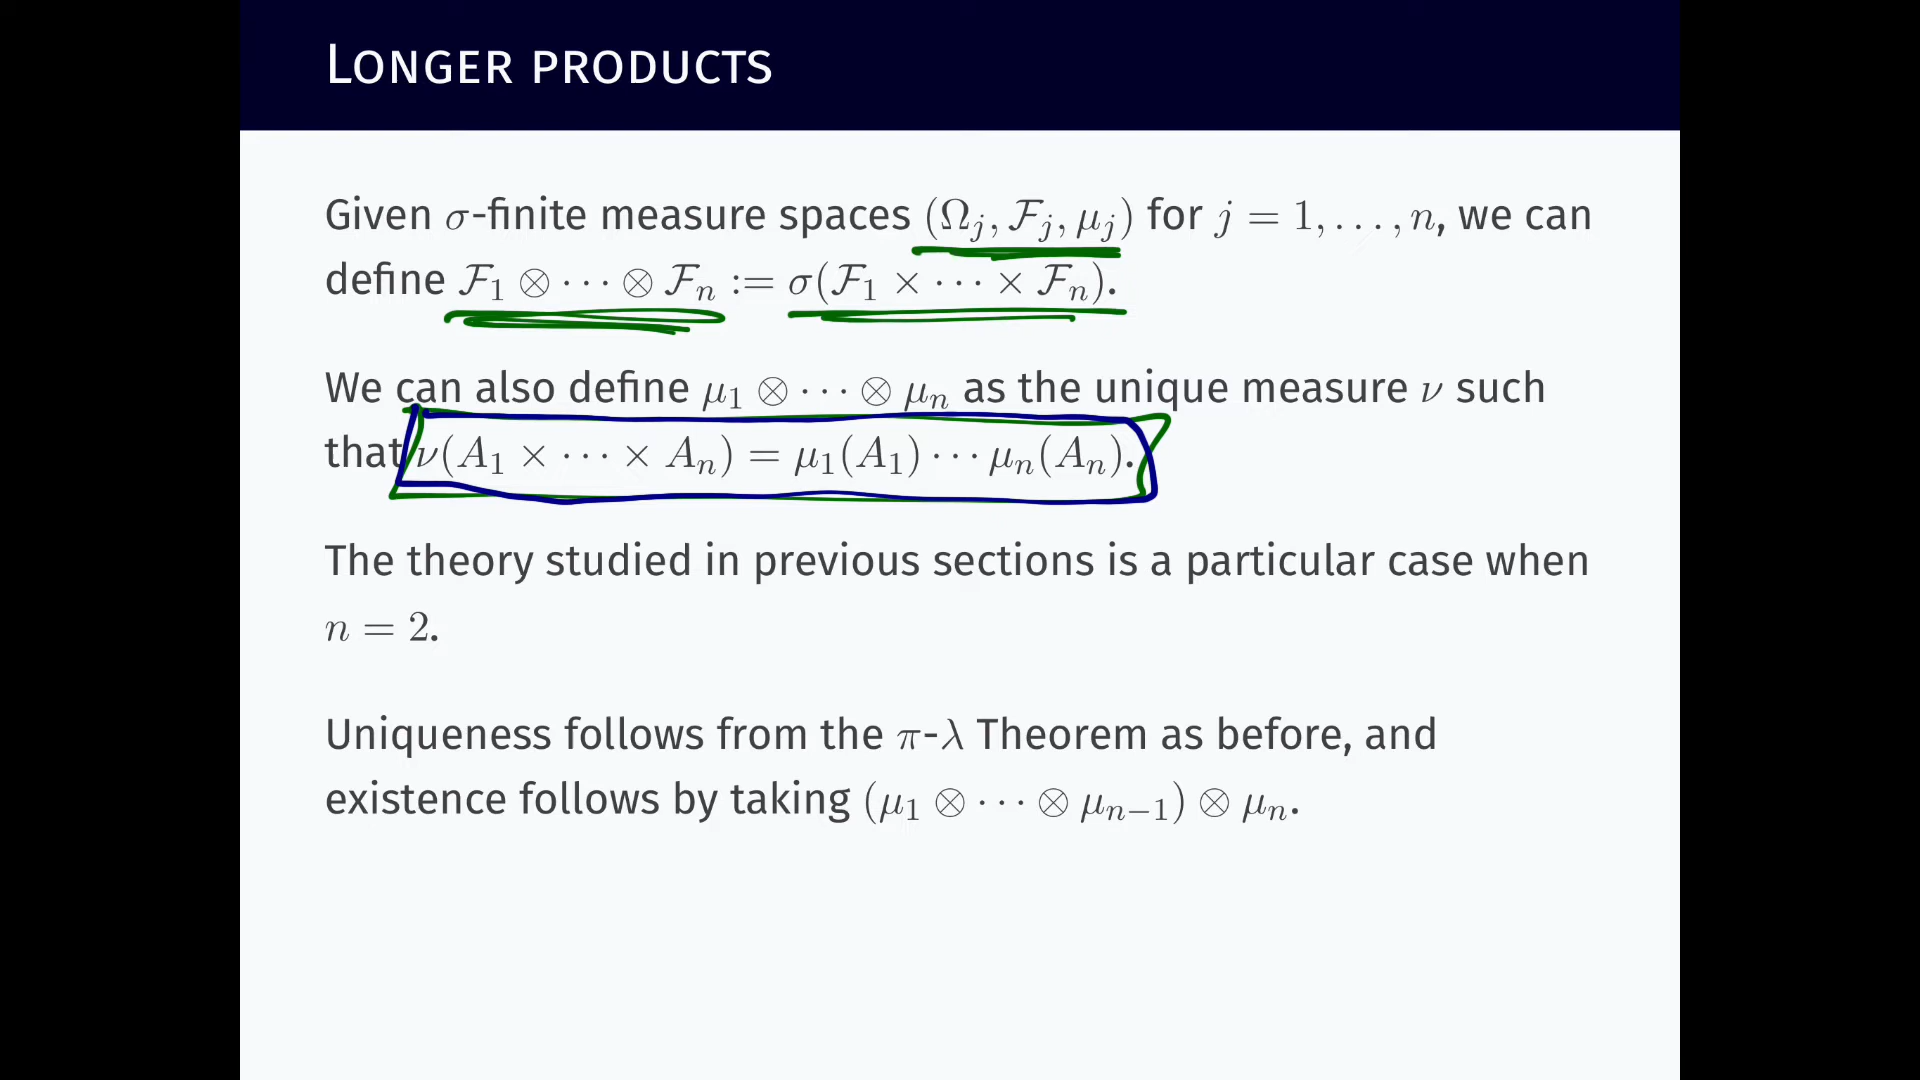 LONGER PRODUCTS
Given σ-finite measure spaces (Ω_j, ℱ_j, μ_j) for j = 1, . . . , n, we can
define ℱ_1 ⊗ · · · ⊗ ℱ_n := σ(ℱ_1 × · · · × ℱ_n).
We can also define μ_1 ⊗ · · · ⊗ μ_n as the unique measure ν such
that ν(A_1 × · · · × A_n) = μ_1(A_1) · · · μ_n(A_n).
The theory studied in previous sections is a particular case when
n = 2.
Uniqueness follows from the π-λ Theorem as before, and
existence follows by taking (μ_1 ⊗ · · · ⊗ μ_{n−1}) ⊗ μ_n.